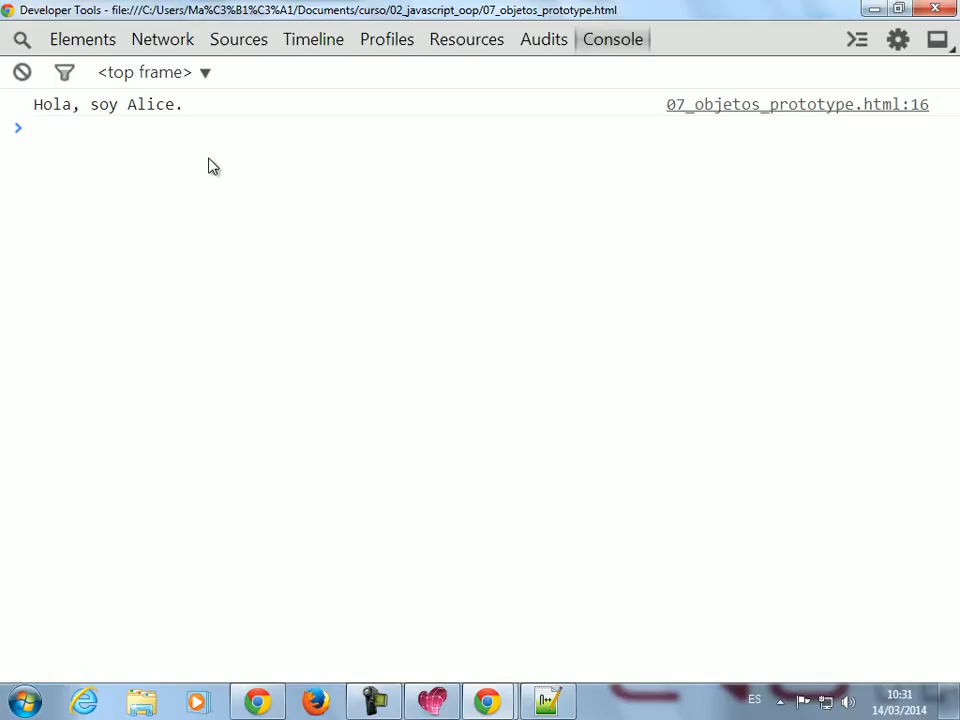 Developer Tools - file:///C:/Users/Ma%C3%B1%C3%A1/Documents/curso/02_javascript_oop/07_objetos_prototype.html
Elements Network Sources Timeline Profiles Resources Audits Console
<top frame> ▼
Hola, soy Alice. 07_objetos_prototype.html:16
>
ES 10:31
14/03/2014